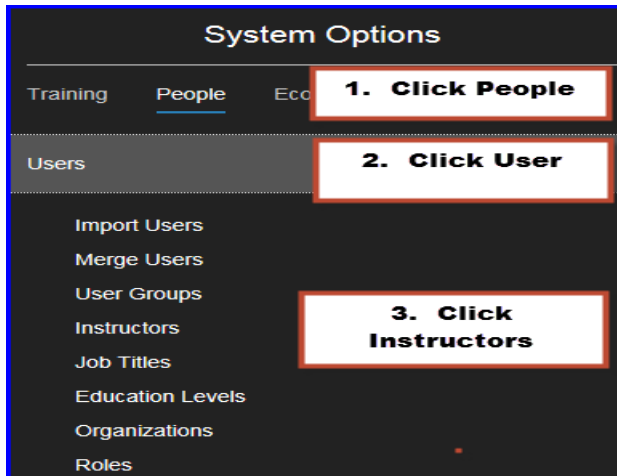 System Options
Training People Eco
1. Click People
Users
2. Click User
Import Users
Merge Users
User Groups
Instructors
3. Click
Instructors
Job Titles
Education Levels
Organizations
Roles